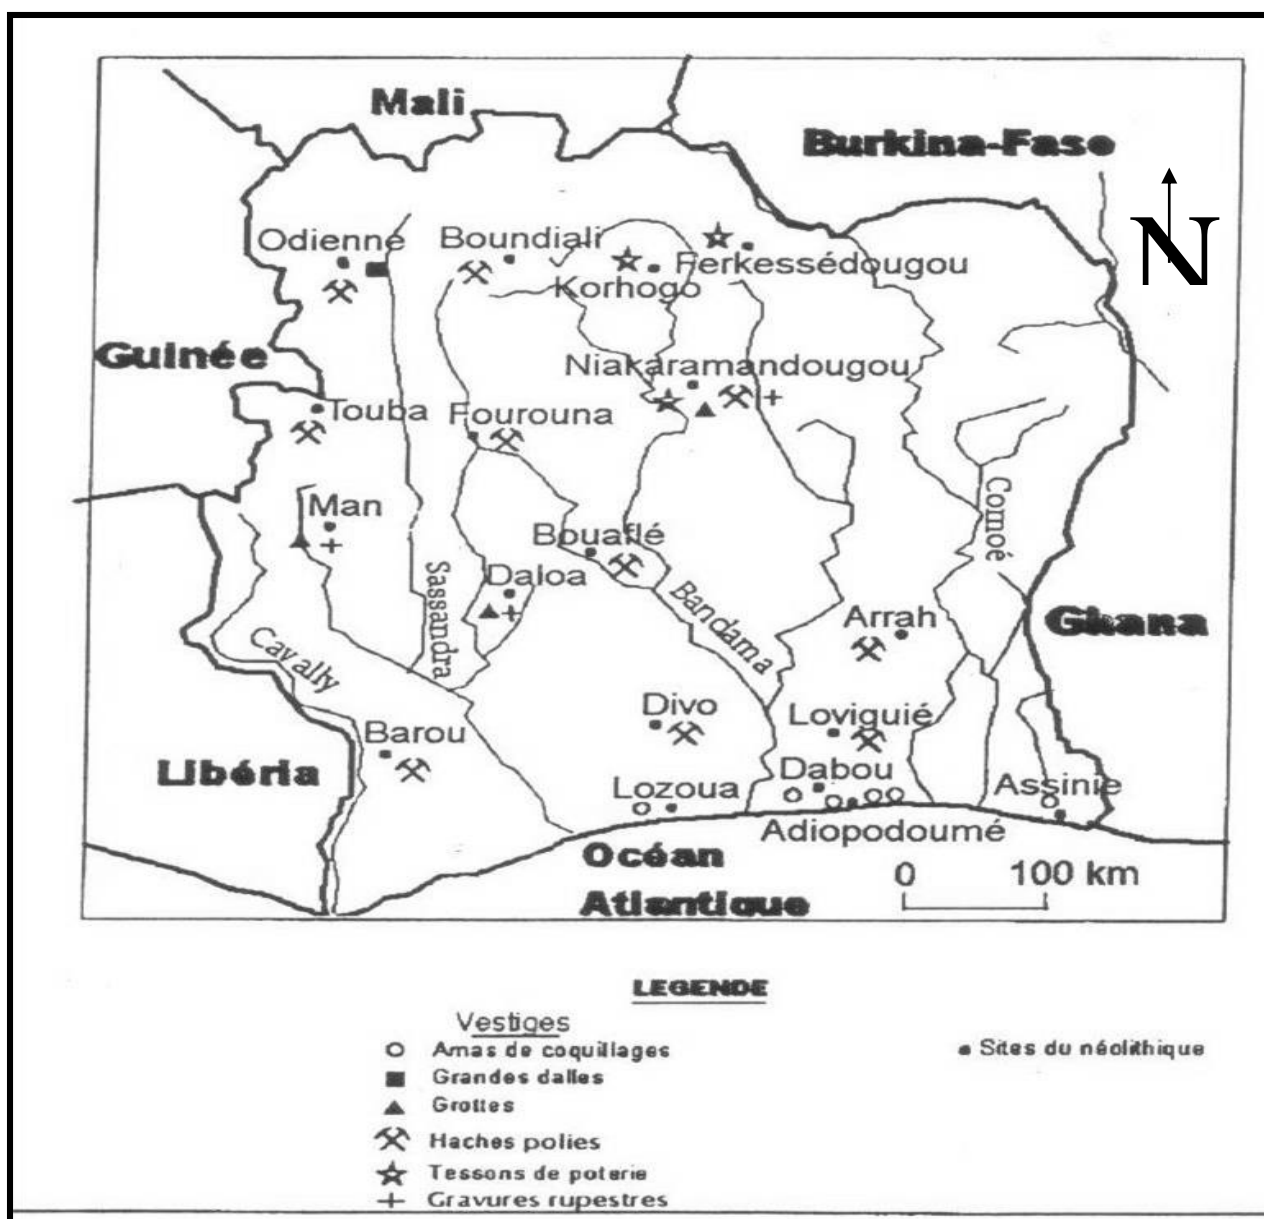 Mali
Burkina-Faso
N
Odienné
Boundiali
Ferkessédougou
Korhogo
Guinée
Niakaramandougou
Touba
Fourouna
Man
Comoé
Bouaflé
Daloa
Sassandra
Bandama
Arrah
Ghana
Cavally
Divo
Loviguié
Barou
Libéria
Dabou
Lozoua
Assinie
Adiopodoumé
Océan
Atlantique
0 100 km
LEGENDE
Vestiges
Amas de coquillages
Sites du néolithique
Grandes dalles
Grottes
Haches polies
Tessons de poterie
Gravures rupestres